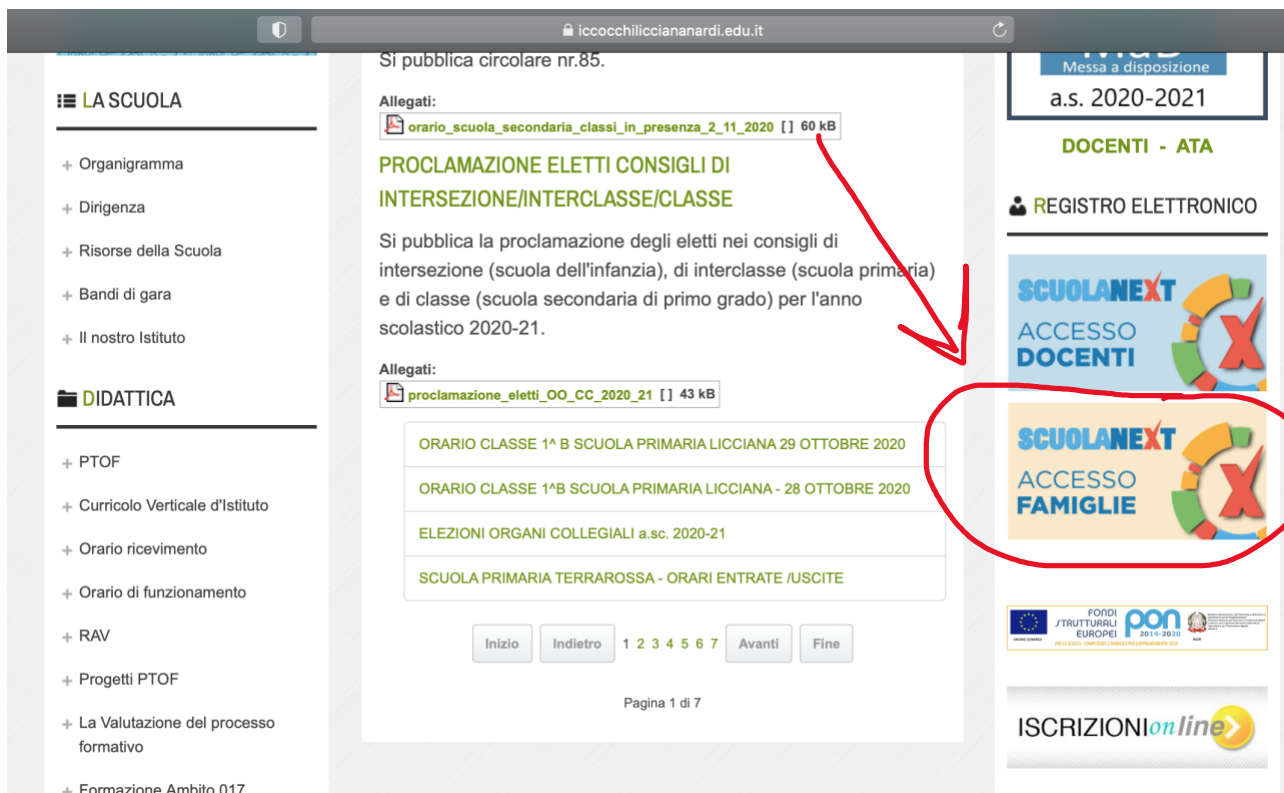 iccocchilicciananardi.edu.it
LA SCUOLA
Organigramma
Dirigenza
Risorse della Scuola
Bandi di gara
Il nostro Istituto
DIDATTICA
PTOF
Curricolo Verticale d'Istituto
Orario ricevimento
Orario di funzionamento
RAV
Progetti PTOF
La Valutazione del processo
formativo
Formazione Ambito 017
Si pubblica circolare nr.85.
Allegati:
orario_scuola_secondaria_classi_in_presenza_2_11_2020 [ ] 60 kB
PROCLAMAZIONE ELETTI CONSIGLI DI
INTERSEZIONE/INTERCLASSE/CLASSE
Si pubblica la proclamazione degli eletti nei consigli di
intersezione (scuola dell'infanzia), di interclasse (scuola primaria)
e di classe (scuola secondaria di primo grado) per l'anno
scolastico 2020-21.
Allegati:
proclamazione_eletti_OO_CC_2020_21 [ ] 43 kB
ORARIO CLASSE 1^ B SCUOLA PRIMARIA LICCIANA 29 OTTOBRE 2020
ORARIO CLASSE 1^B SCUOLA PRIMARIA LICCIANA - 28 OTTOBRE 2020
ELEZIONI ORGANI COLLEGIALI a.sc. 2020-21
SCUOLA PRIMARIA TERRAROSSA - ORARI ENTRATE /USCITE
Inizio Indietro 1 2 3 4 5 6 7 Avanti Fine
Pagina 1 di 7
Messa a disposizione
a.s. 2020-2021
DOCENTI - ATA
REGISTRO ELETTRONICO
SCUOLANEXT
ACCESSO
DOCENTI
SCUOLANEXT
ACCESSO
FAMIGLIE
FONDI
STRUTTURALI
EUROPEI
pon
2014-2020
ISCRIZIONIonline